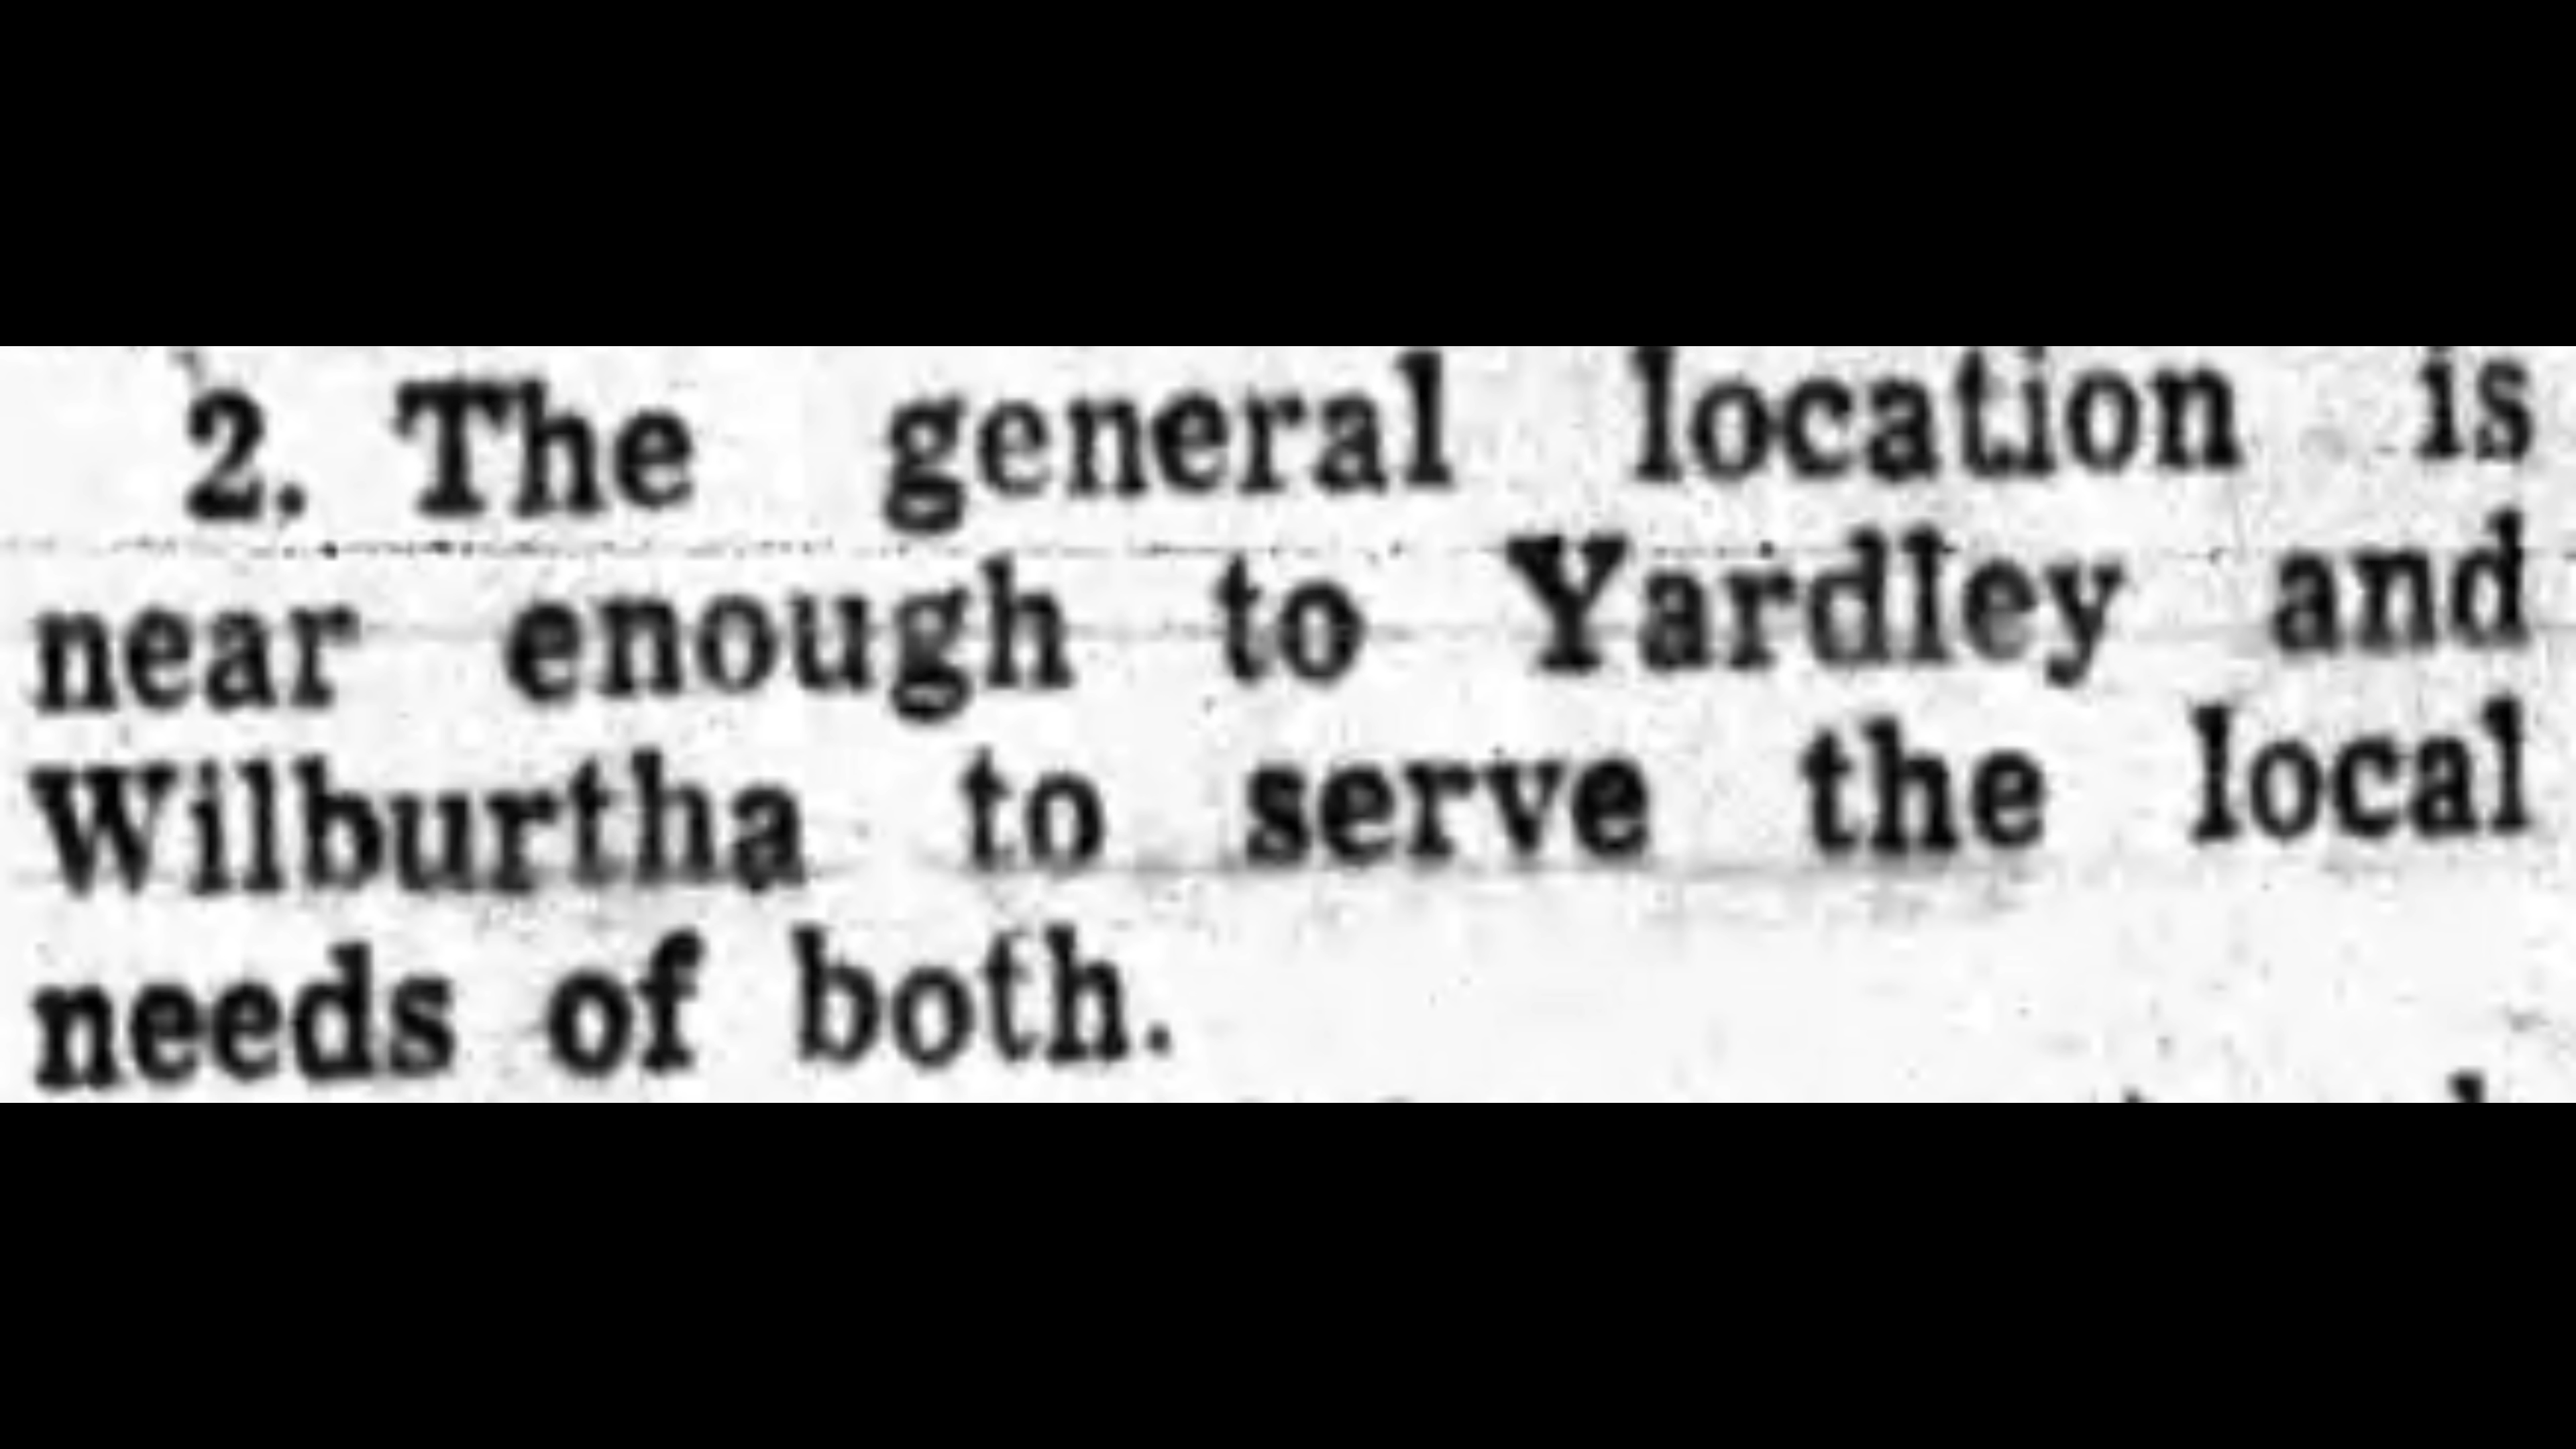 2. The general location is
near enough to Yardley and
Wilburtha to serve the local
needs of both.